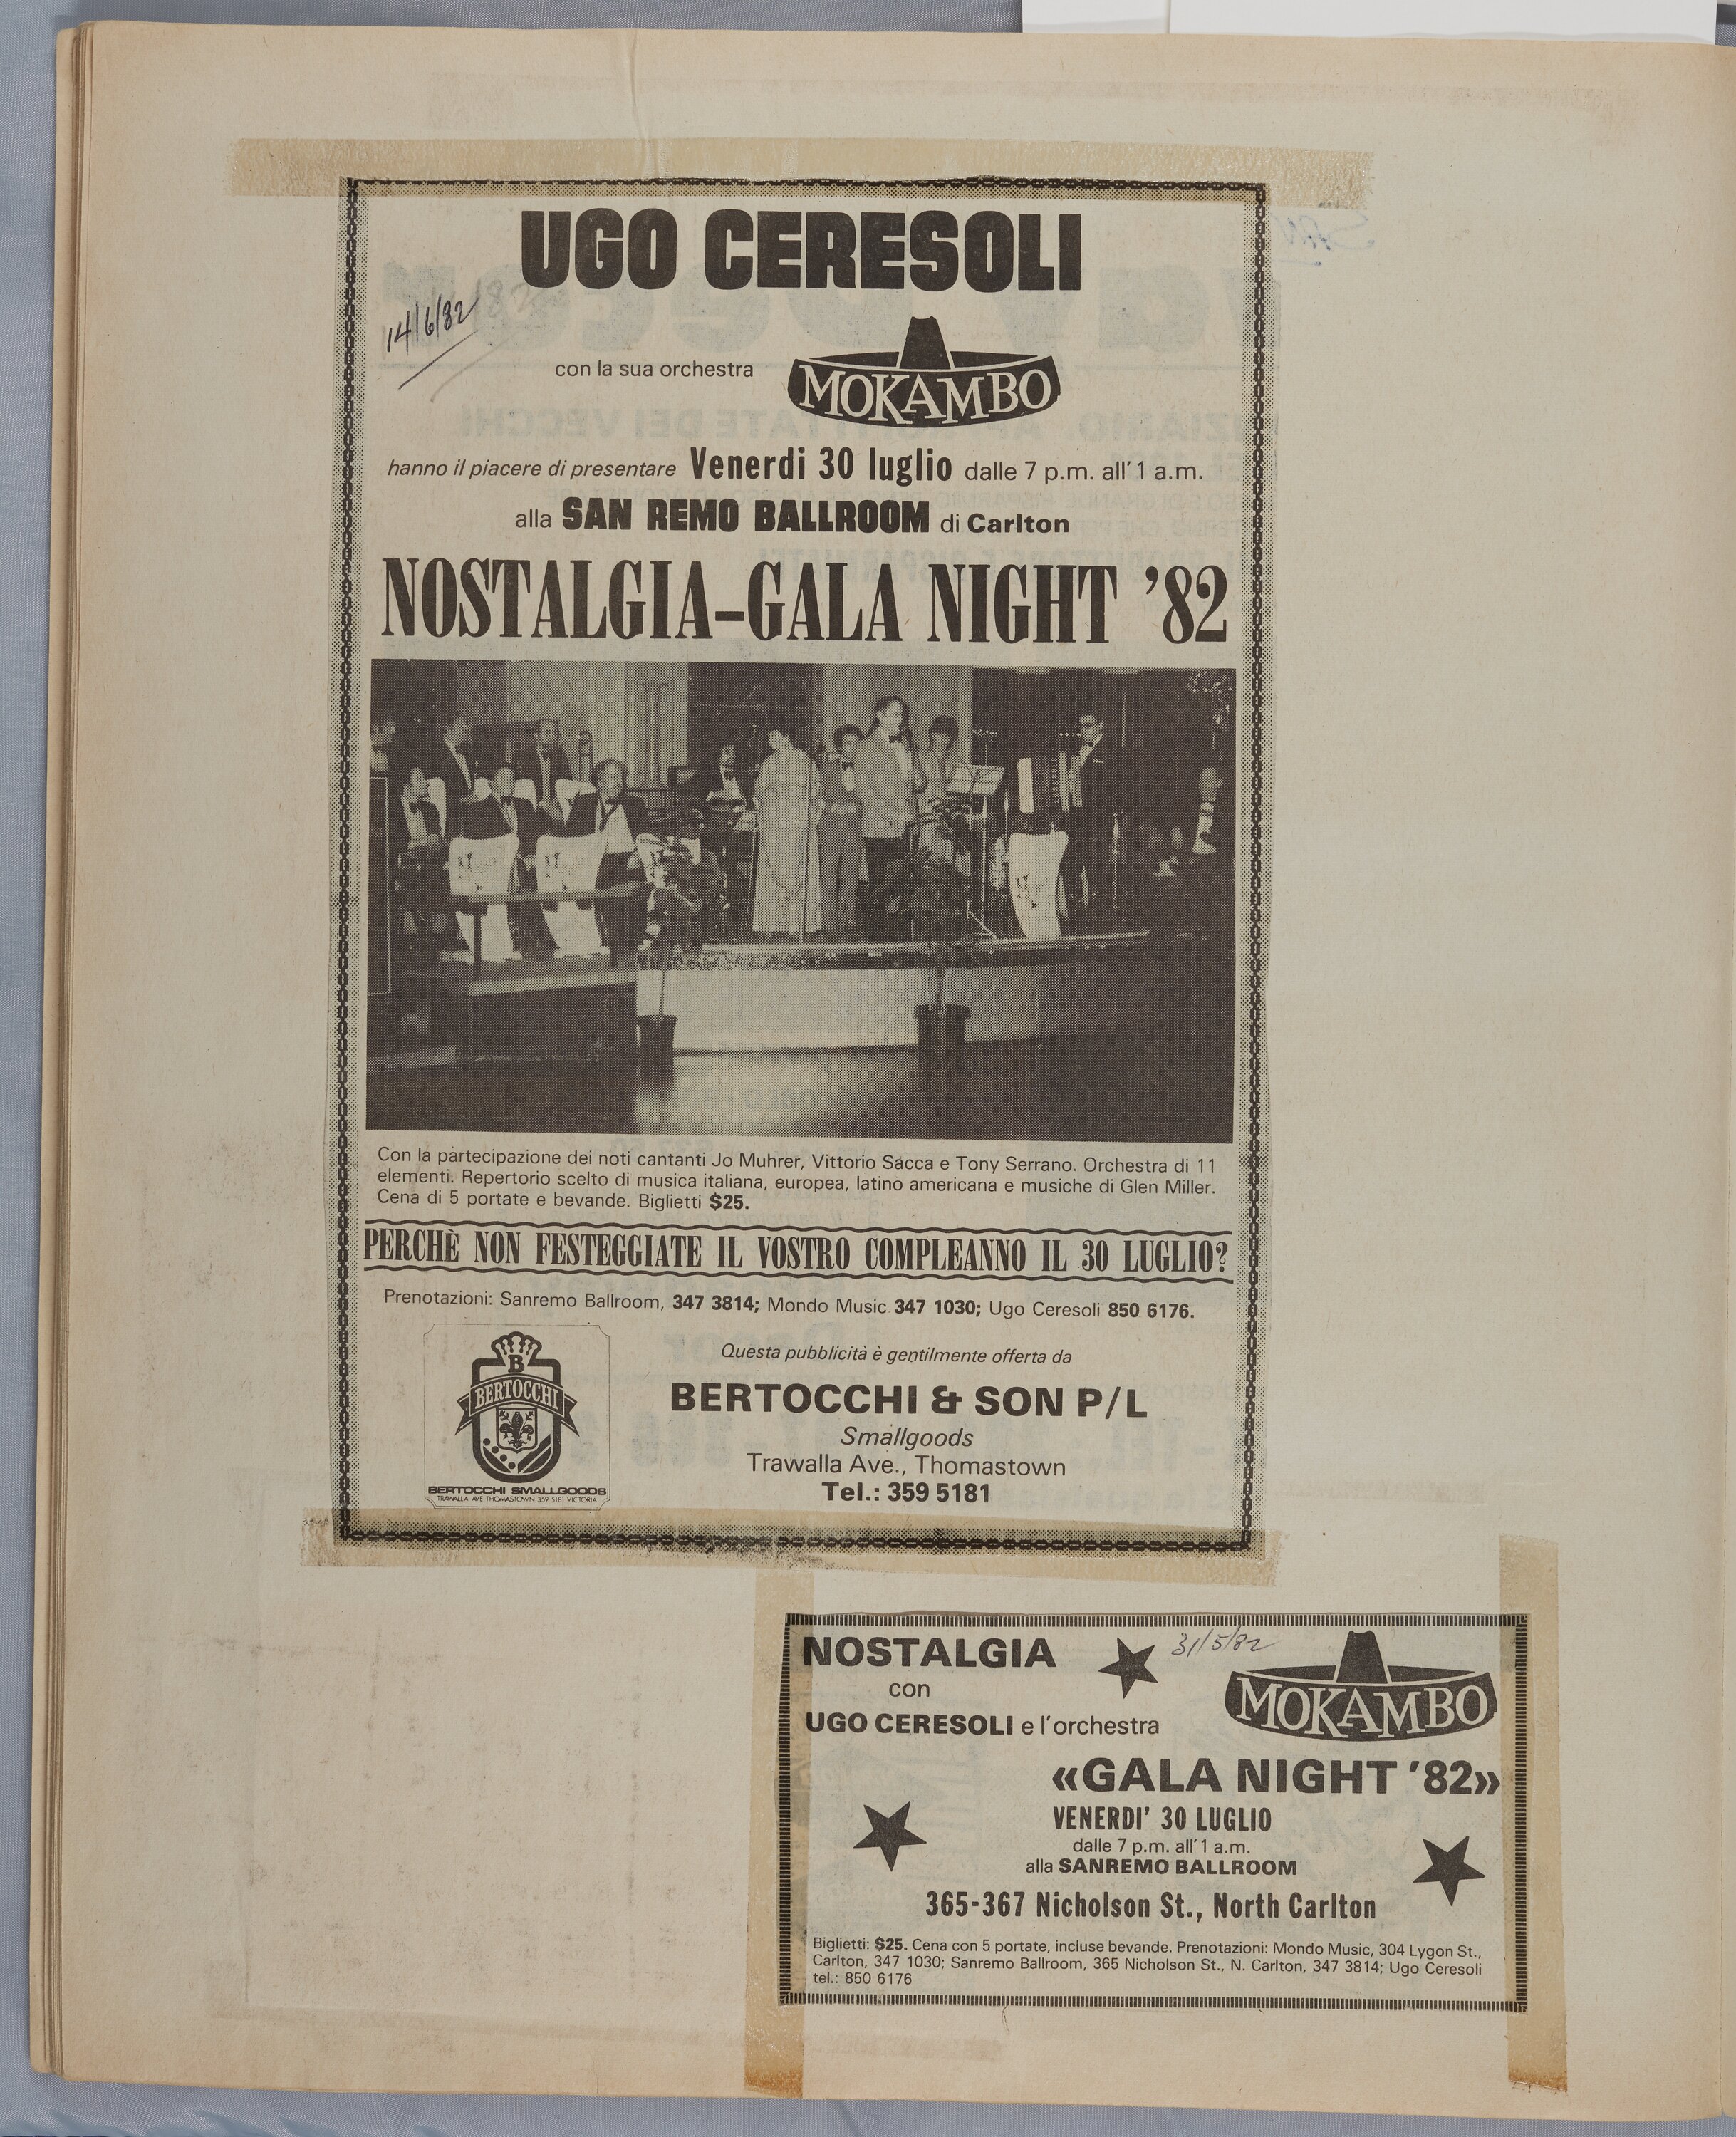 UGO CERESOLI
14/6/82
con la sua orchestra
MOKAMBO
hanno il piacere di presentare Venerdi 30 luglio dalle 7 p.m. all'1 a.m.
alla SAN REMO BALLROOM di Carlton
NOSTALGIA-GALA NIGHT '82
Con la partecipazione dei noti cantanti Jo Muhrer, Vittorio Sacca e Tony Serrano. Orchestra di 11
elementi. Repertorio scelto di musica italiana, europea, latino americana e musiche di Glen Miller.
Cena di 5 portate e bevande. Biglietti $25.
PERCHÈ NON FESTEGGIATE IL VOSTRO COMPLEANNO IL 30 LUGLIO?
Prenotazioni: Sanremo Ballroom, 347 3814; Mondo Music 347 1030; Ugo Ceresoli 850 6176.
B
BERTOCCHI
BERTOCCHI SMALLGOODS
TRAWALLA AVE THOMASTOWN 359 5181 VICTORIA
Questa pubblicità è gentilmente offerta da
BERTOCCHI & SON P/L
Smallgoods
Trawalla Ave., Thomastown
Tel.: 359 5181
NOSTALGIA
31/5/82
con
UGO CERESOLI e l'orchestra
MOKAMBO
«GALA NIGHT '82»
VENERDI' 30 LUGLIO
dalle 7 p.m. all'1 a.m.
alla SANREMO BALLROOM
365-367 Nicholson St., North Carlton
Biglietti: $25. Cena con 5 portate, incluse bevande. Prenotazioni: Mondo Music, 304 Lygon St.,
Carlton, 347 1030; Sanremo Ballroom, 365 Nicholson St., N. Carlton, 347 3814; Ugo Ceresoli
tel.: 850 6176